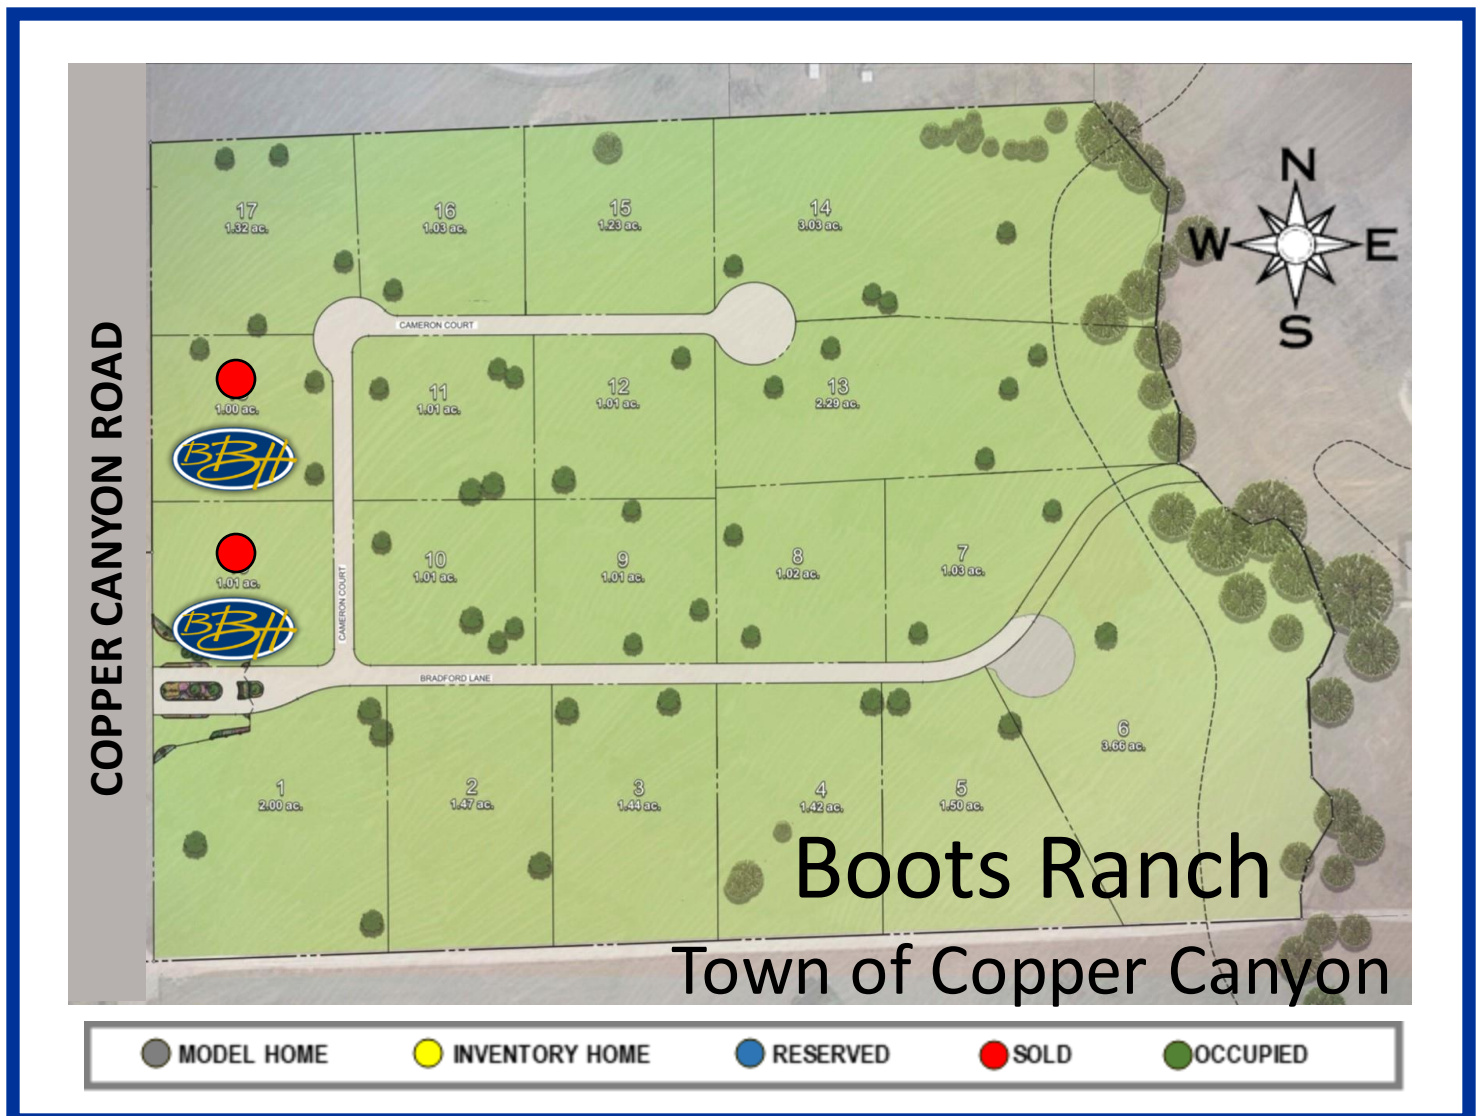 COPPER CANYON ROAD
N
W
E
S
17
1.32 ac.
16
1.03 ac.
15
1.23 ac.
14
3.03 ac.
CAMERON COURT
1.00 ac.
BBH
11
1.01 ac.
12
1.01 ac.
13
2.29 ac.
1.01 ac.
BBH
CAMERON COURT
10
1.01 ac.
9
1.01 ac.
8
1.02 ac.
7
1.03 ac.
BRADFORD LANE
1
2.00 ac.
2
1.47 ac.
3
1.44 ac.
4
1.42 ac.
5
1.50 ac.
6
3.66 ac.
Boots Ranch
Town of Copper Canyon
MODEL HOME
INVENTORY HOME
RESERVED
SOLD
OCCUPIED